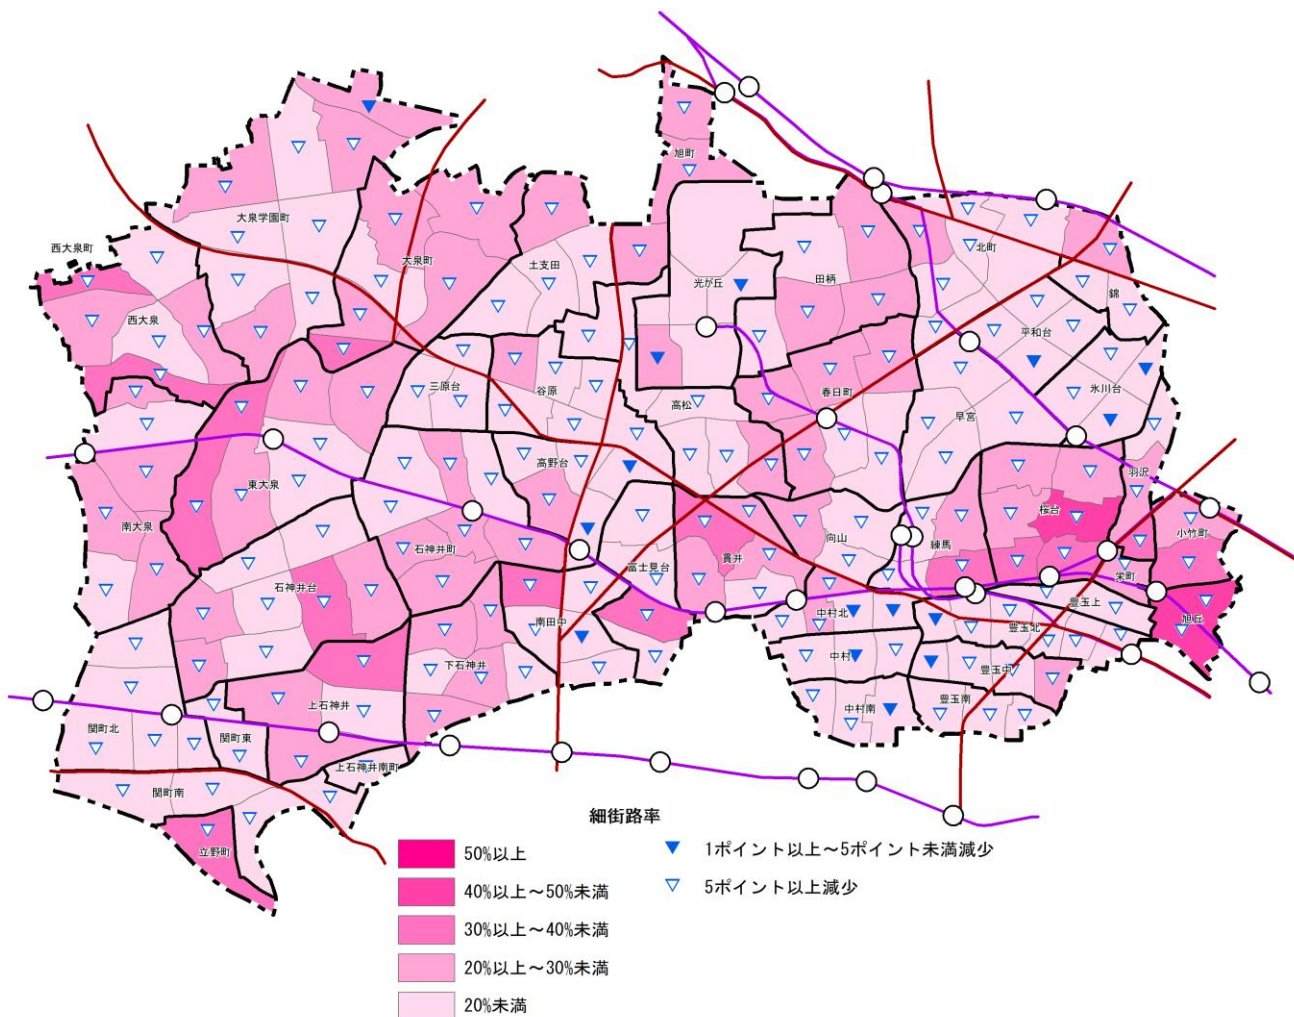 旭町
大泉学園町
西大泉町
大泉町
土支田
北町
光が丘
田柄
錦
西大泉
平和台
三原台
谷原
春日町
氷川台
高松
早宮
高野台
羽沢
東大泉
桜台
南大泉
石神井町
向山
練馬
小竹町
貫井
富士見台
栄町
石神井台
豊玉上
中村北
旭丘
南田中
豊玉北
中村
下石神井
豊玉中
上石神井
豊玉南
中村南
関町北
関町東
上石神井南町
関町南
立野町
細街路率
50%以上
40%以上～50%未満
30%以上～40%未満
20%以上～30%未満
20%未満
1ポイント以上～5ポイント未満減少
5ポイント以上減少